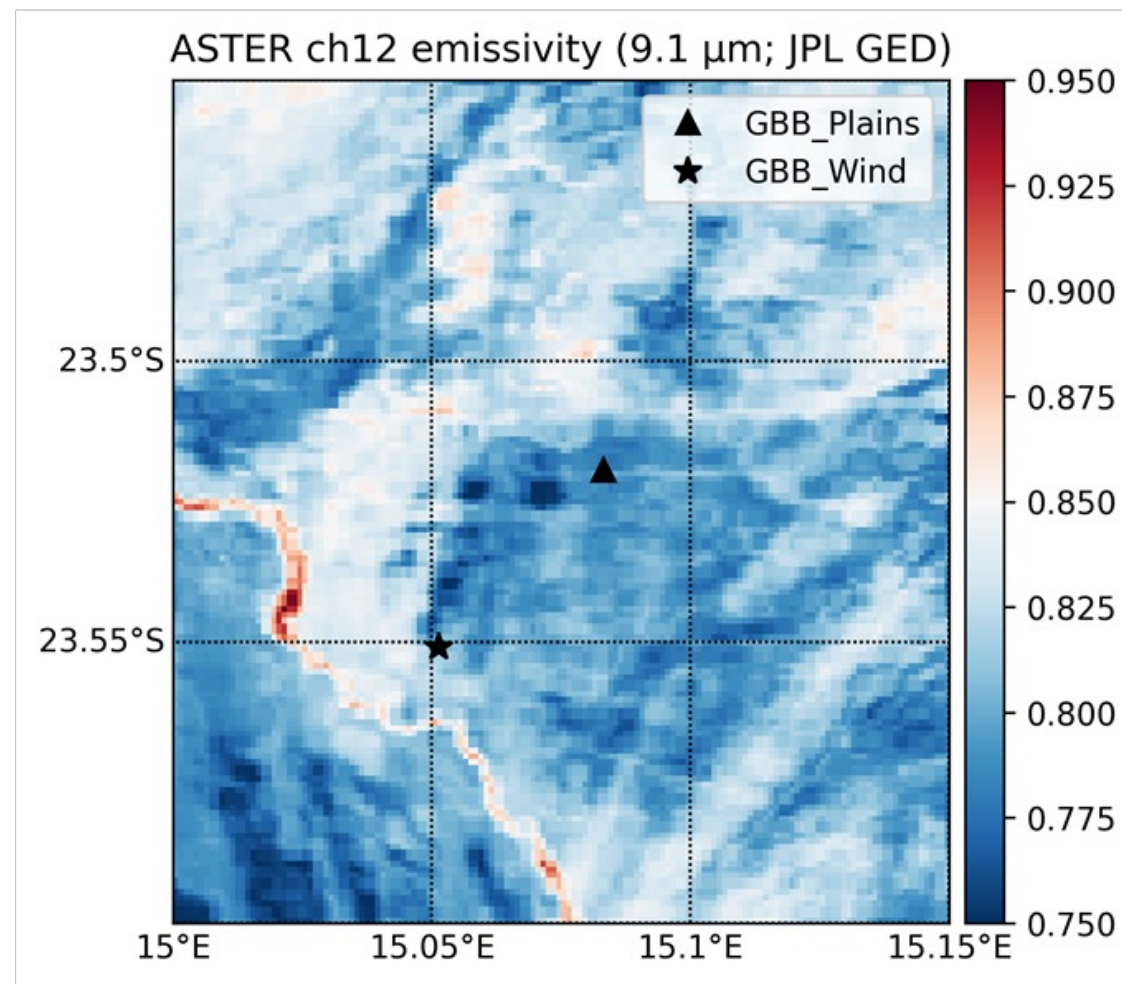 ASTER ch12 emissivity (9.1 μm; JPL GED)
GBB_Plains
GBB_Wind
23.5°S
23.55°S
15°E
15.05°E
15.1°E
15.15°E
0.950
0.925
0.900
0.875
0.850
0.825
0.800
0.775
0.750